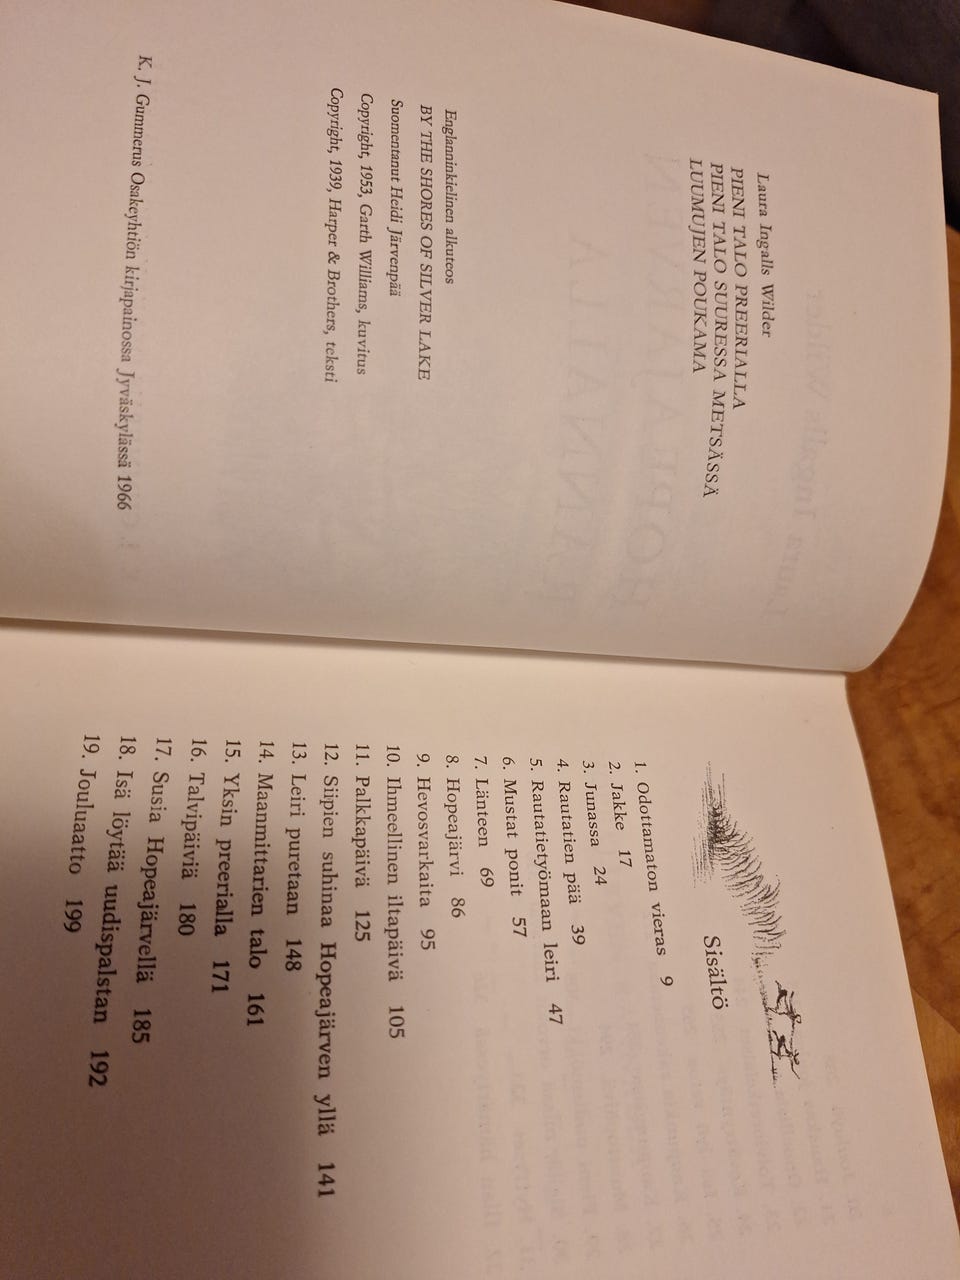 Laura Ingalls Wilder
PIENI TALO PREERIALLA
PIENI TALO SUURESSA METSÄSSÄ
LUUMUJEN POUKAMA
Englanninkielinen alkuteos
BY THE SHORES OF SILVER LAKE
Suomentanut Heidi Järvenpää
Copyright, 1953, Garth Williams, kuvitus
Copyright, 1939, Harper & Brothers, teksti
K. J. Gummerus Osakeyhtiön kirjapainossa Jyväskylässä 1966
Sisältö
1. Odottamaton vieras 9
2. Jakke 17
3. Junassa 24
4. Rautatien pää 39
5. Rautatietyömaan leiri 47
6. Mustat ponit 57
7. Länteen 69
8. Hopeajärvi 86
9. Hevosvarkaita 95
10. Ihmeellinen iltapäivä 105
11. Palkkapäivä 125
12. Siipien suhinaa Hopeajärven yllä 141
13. Leiri puretaan 148
14. Maanmittarien talo 161
15. Yksin preerialla 171
16. Talvipäiviä 180
17. Susia Hopeajärvellä 185
18. Isä löytää uudispalstan 192
19. Jouluaatto 199